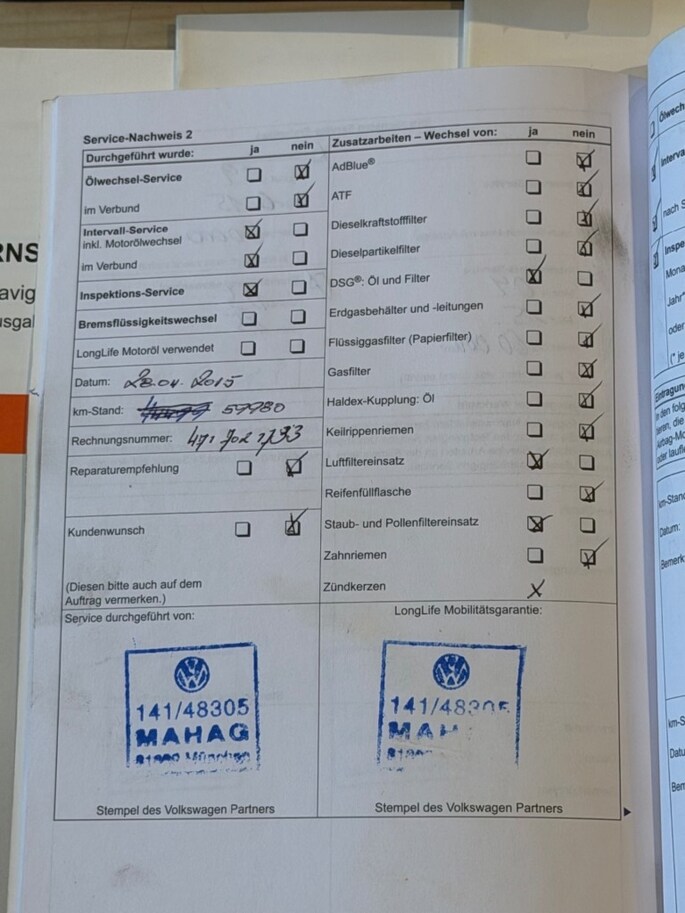 Service-Nachweis 2
Durchgeführt wurde: ja nein
Ölwechsel-Service
im Verbund
Intervall-Service
inkl. Motorölwechsel
im Verbund
Inspektions-Service
Bremsflüssigkeitswechsel
LongLife Motoröl verwendet
Datum: 28.04.2015
km-Stand: 57980
Rechnungsnummer:
Reparaturempfehlung
Kundenwunsch
(Diesen bitte auch auf dem
Auftrag vermerken.)
Service durchgeführt von:
141/48305
MAHAG
München
Stempel des Volkswagen Partners
Zusatzarbeiten – Wechsel von: ja nein
AdBlue®
ATF
Dieselkraftstofffilter
Dieselpartikelfilter
DSG®: Öl und Filter
Erdgasbehälter und -leitungen
Flüssiggasfilter (Papierfilter)
Gasfilter
Haldex-Kupplung: Öl
Keilrippenriemen
Luftfiltereinsatz
Reifenfüllflasche
Staub- und Pollenfiltereinsatz
Zahnriemen
Zündkerzen
LongLife Mobilitätsgarantie:
141/48305
Stempel des Volkswagen Partners